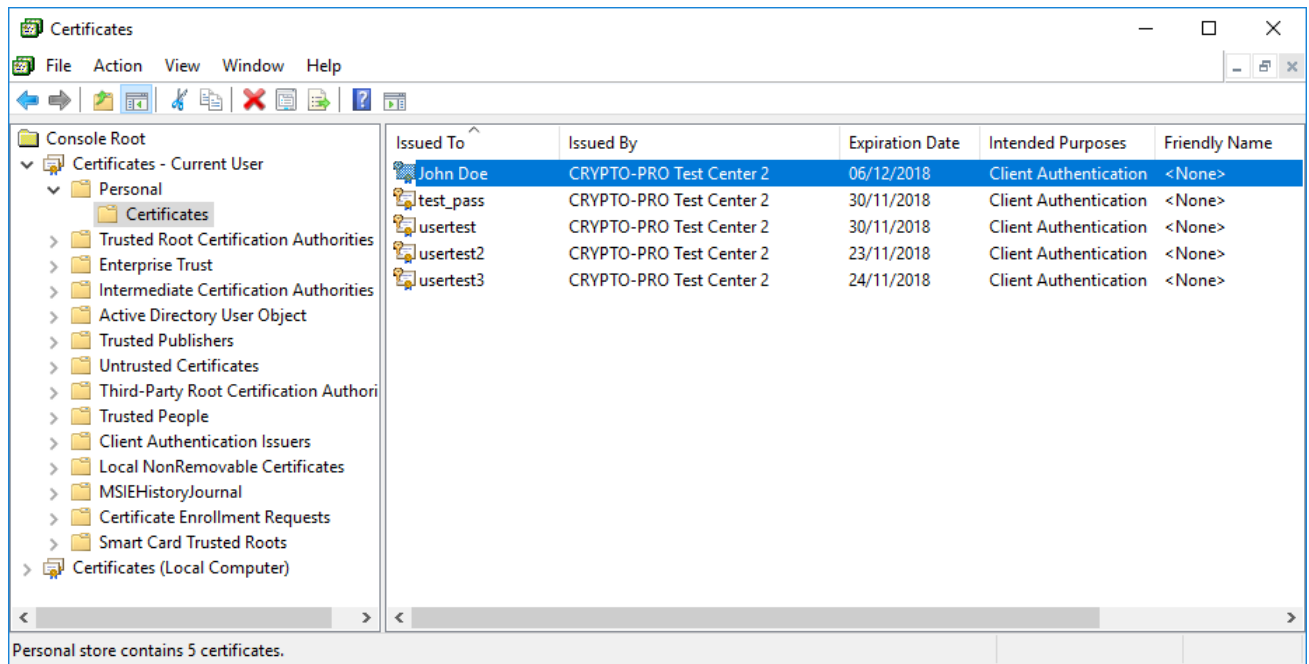 Certificates
File Action View Window Help
Console Root
Certificates - Current User
Personal
Certificates
Trusted Root Certification Authorities
Enterprise Trust
Intermediate Certification Authorities
Active Directory User Object
Trusted Publishers
Untrusted Certificates
Third-Party Root Certification Authori
Trusted People
Client Authentication Issuers
Local NonRemovable Certificates
MSIEHistoryJournal
Certificate Enrollment Requests
Smart Card Trusted Roots
Certificates (Local Computer)
Issued To Issued By Expiration Date Intended Purposes Friendly Name
John Doe CRYPTO-PRO Test Center 2 06/12/2018 Client Authentication <None>
test_pass CRYPTO-PRO Test Center 2 30/11/2018 Client Authentication <None>
usertest CRYPTO-PRO Test Center 2 30/11/2018 Client Authentication <None>
usertest2 CRYPTO-PRO Test Center 2 23/11/2018 Client Authentication <None>
usertest3 CRYPTO-PRO Test Center 2 24/11/2018 Client Authentication <None>
Personal store contains 5 certificates.